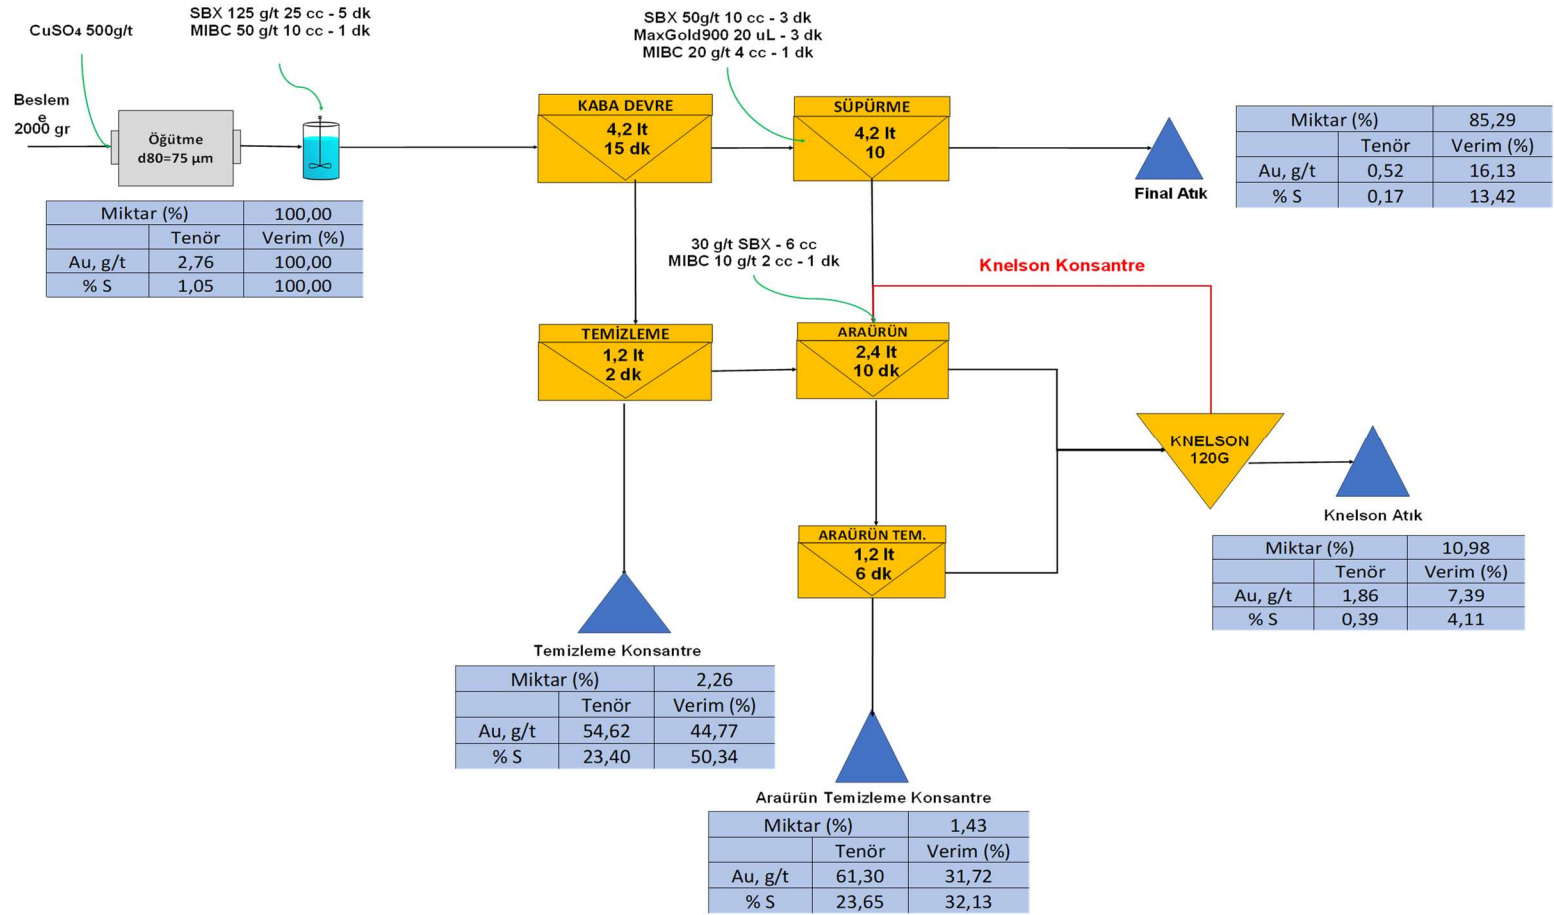 CuSO₄ 500g/t
SBX 125 g/t 25 cc - 5 dk
MIBC 50 g/t 10 cc - 1 dk
SBX 50g/t 10 cc - 3 dk
MaxGold900 20 uL - 3 dk
MIBC 20 g/t 4 cc - 1 dk
Beslem
e
2000 gr
Öğütme
d80=75 µm
KABA DEVRE
4,2 lt
15 dk
SÜPÜRME
4,2 lt
10
Final Atık
Miktar (%) 85,29
Tenör Verim (%)
Au, g/t 0,52 16,13
% S 0,17 13,42
Miktar (%) 100,00
Tenör Verim (%)
Au, g/t 2,76 100,00
% S 1,05 100,00
30 g/t SBX - 6 cc
MIBC 10 g/t 2 cc - 1 dk
Knelson Konsantre
TEMİZLEME
1,2 lt
2 dk
ARAÜRÜN
2,4 lt
10 dk
KNELSON
120G
Knelson Atık
Miktar (%) 10,98
Tenör Verim (%)
Au, g/t 1,86 7,39
% S 0,39 4,11
ARAÜRÜN TEM.
1,2 lt
6 dk
Temizleme Konsantre
Miktar (%) 2,26
Tenör Verim (%)
Au, g/t 54,62 44,77
% S 23,40 50,34
Araürün Temizleme Konsantre
Miktar (%) 1,43
Tenör Verim (%)
Au, g/t 61,30 31,72
% S 23,65 32,13